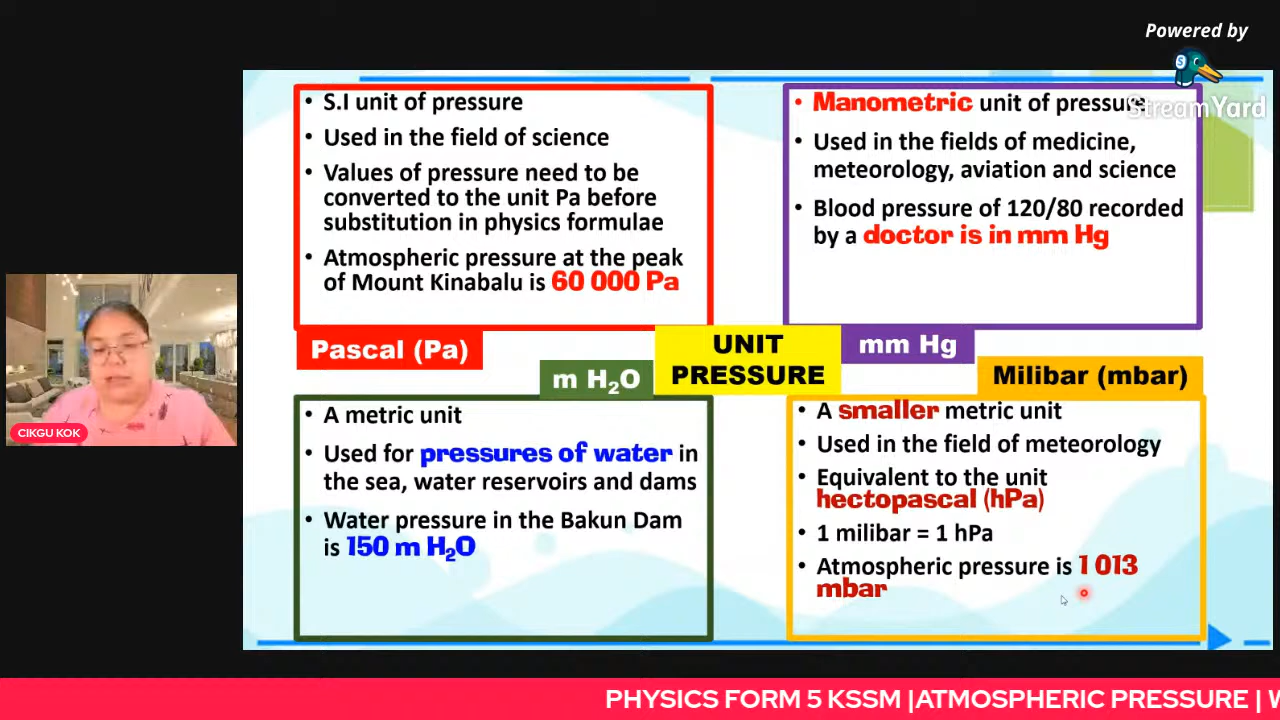 Powered by
StreamYard
• S.I unit of pressure
• Used in the field of science
• Values of pressure need to be
converted to the unit Pa before
substitution in physics formulae
• Atmospheric pressure at the peak
of Mount Kinabalu is 60 000 Pa
Pascal (Pa)
• Manometric unit of pressure
• Used in the fields of medicine,
meteorology, aviation and science
• Blood pressure of 120/80 recorded
by a doctor is in mm Hg
mm Hg
UNIT
PRESSURE
m H₂O
• A metric unit
• Used for pressures of water in
the sea, water reservoirs and dams
• Water pressure in the Bakun Dam
is 150 m H₂O
Milibar (mbar)
• A smaller metric unit
• Used in the field of meteorology
• Equivalent to the unit
hectopascal (hPa)
• 1 milibar = 1 hPa
• Atmospheric pressure is 1 013
mbar
CIKGU KOK
PHYSICS FORM 5 KSSM |ATMOSPHERIC PRESSURE |